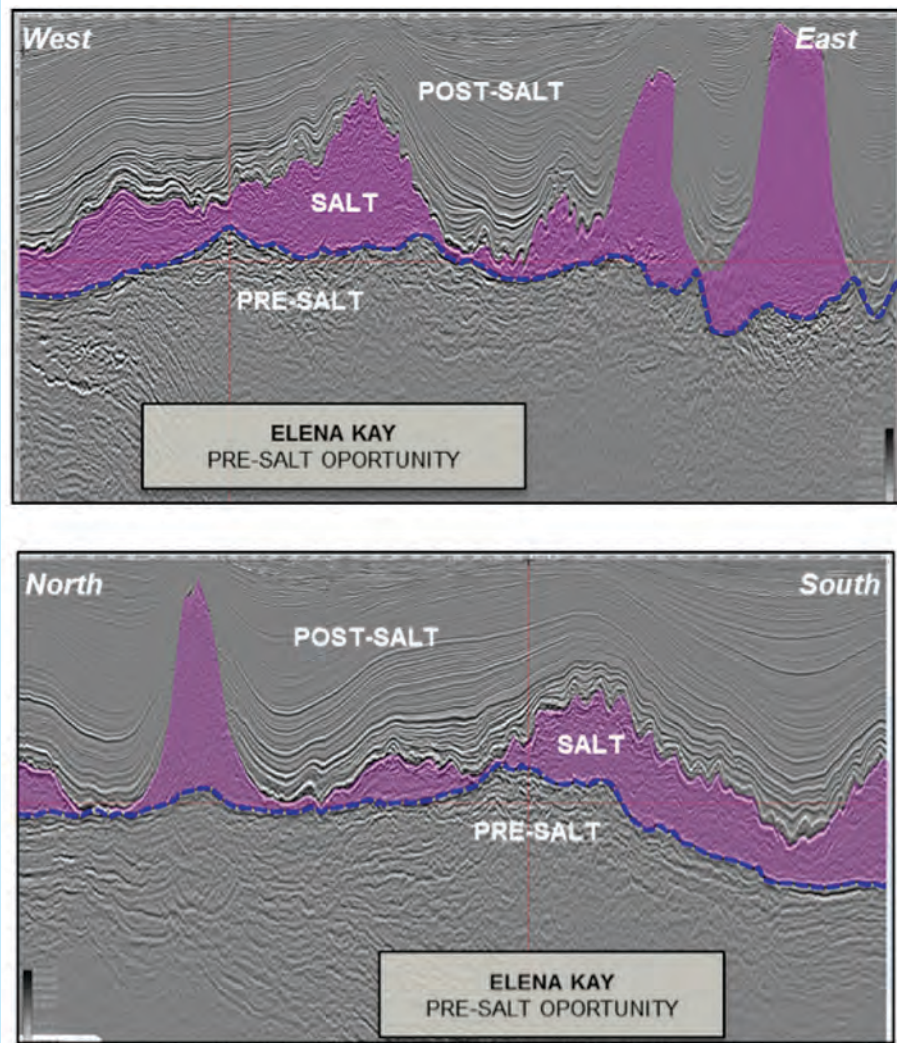 West
East
POST-SALT
SALT
PRE-SALT
ELENA KAY
PRE-SALT OPORTUNITY
North
South
POST-SALT
SALT
PRE-SALT
ELENA KAY
PRE-SALT OPORTUNITY